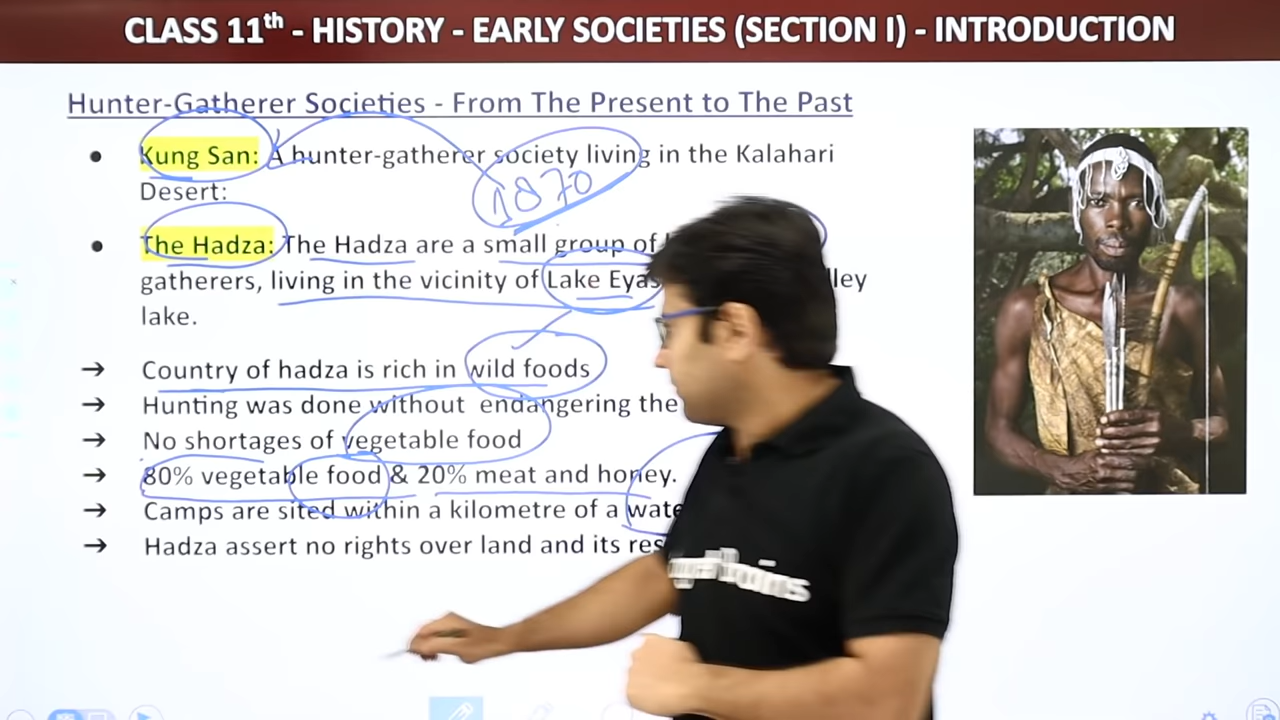 CLASS 11th - HISTORY - EARLY SOCIETIES (SECTION I) - INTRODUCTION
Hunter-Gatherer Societies - From The Present to The Past
● Kung San: A hunter-gatherer society living in the Kalahari
Desert:
1870
● The Hadza: The Hadza are a small group of
gatherers, living in the vicinity of Lake Eyas
lake.
→ Country of hadza is rich in wild foods
→ Hunting was done without endangering the
→ No shortages of vegetable food
→ 80% vegetable food & 20% meat and honey.
→ Camps are sited within a kilometre of a
→ Hadza assert no rights over land and its